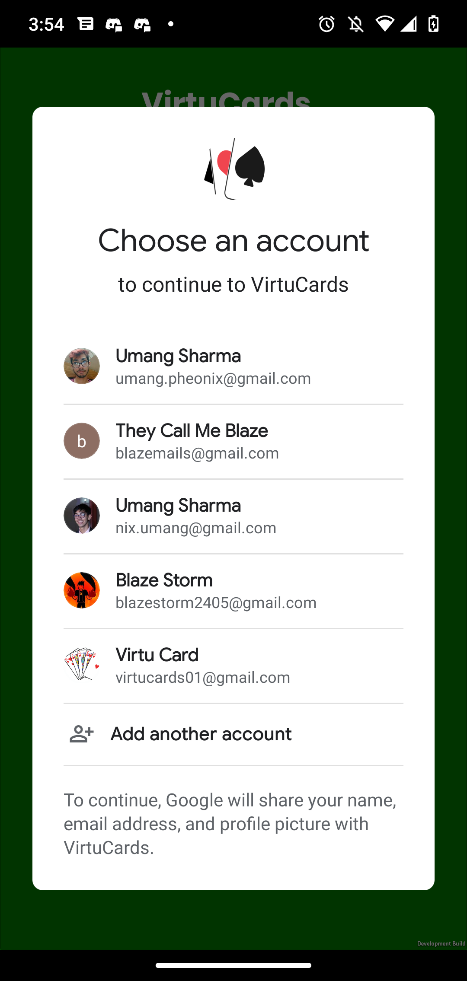 3:54
VirtuCards
Choose an account
to continue to VirtuCards
Umang Sharma
umang.pheonix@gmail.com
b
They Call Me Blaze
blazemails@gmail.com
Umang Sharma
nix.umang@gmail.com
Blaze Storm
blazestorm2405@gmail.com
Virtu Card
virtucards01@gmail.com
Add another account
To continue, Google will share your name,
email address, and profile picture with
VirtuCards.
Development Build